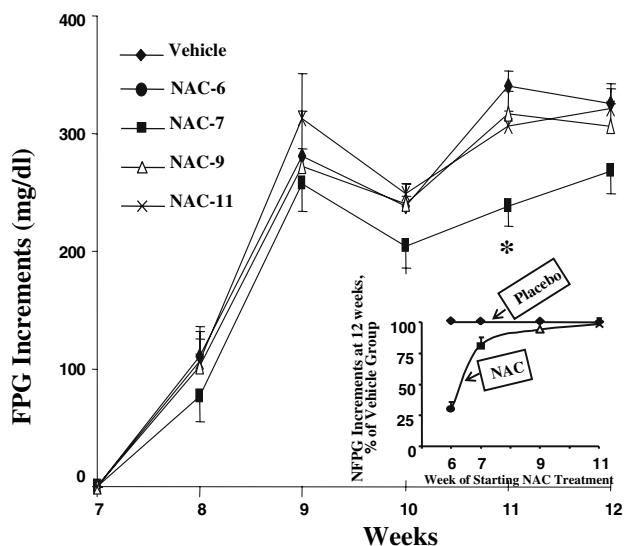 400
300
200
100
0
FPG Increments (mg/dl)
Vehicle
NAC-6
NAC-7
NAC-9
NAC-11
*
7 8 9 10 11 12
Weeks
NFPG Increments at 12 weeks,
% of Vehicle Group
100
75
50
25
0
Placebo
NAC
6 7 9 11
Week of Starting NAC Treatment